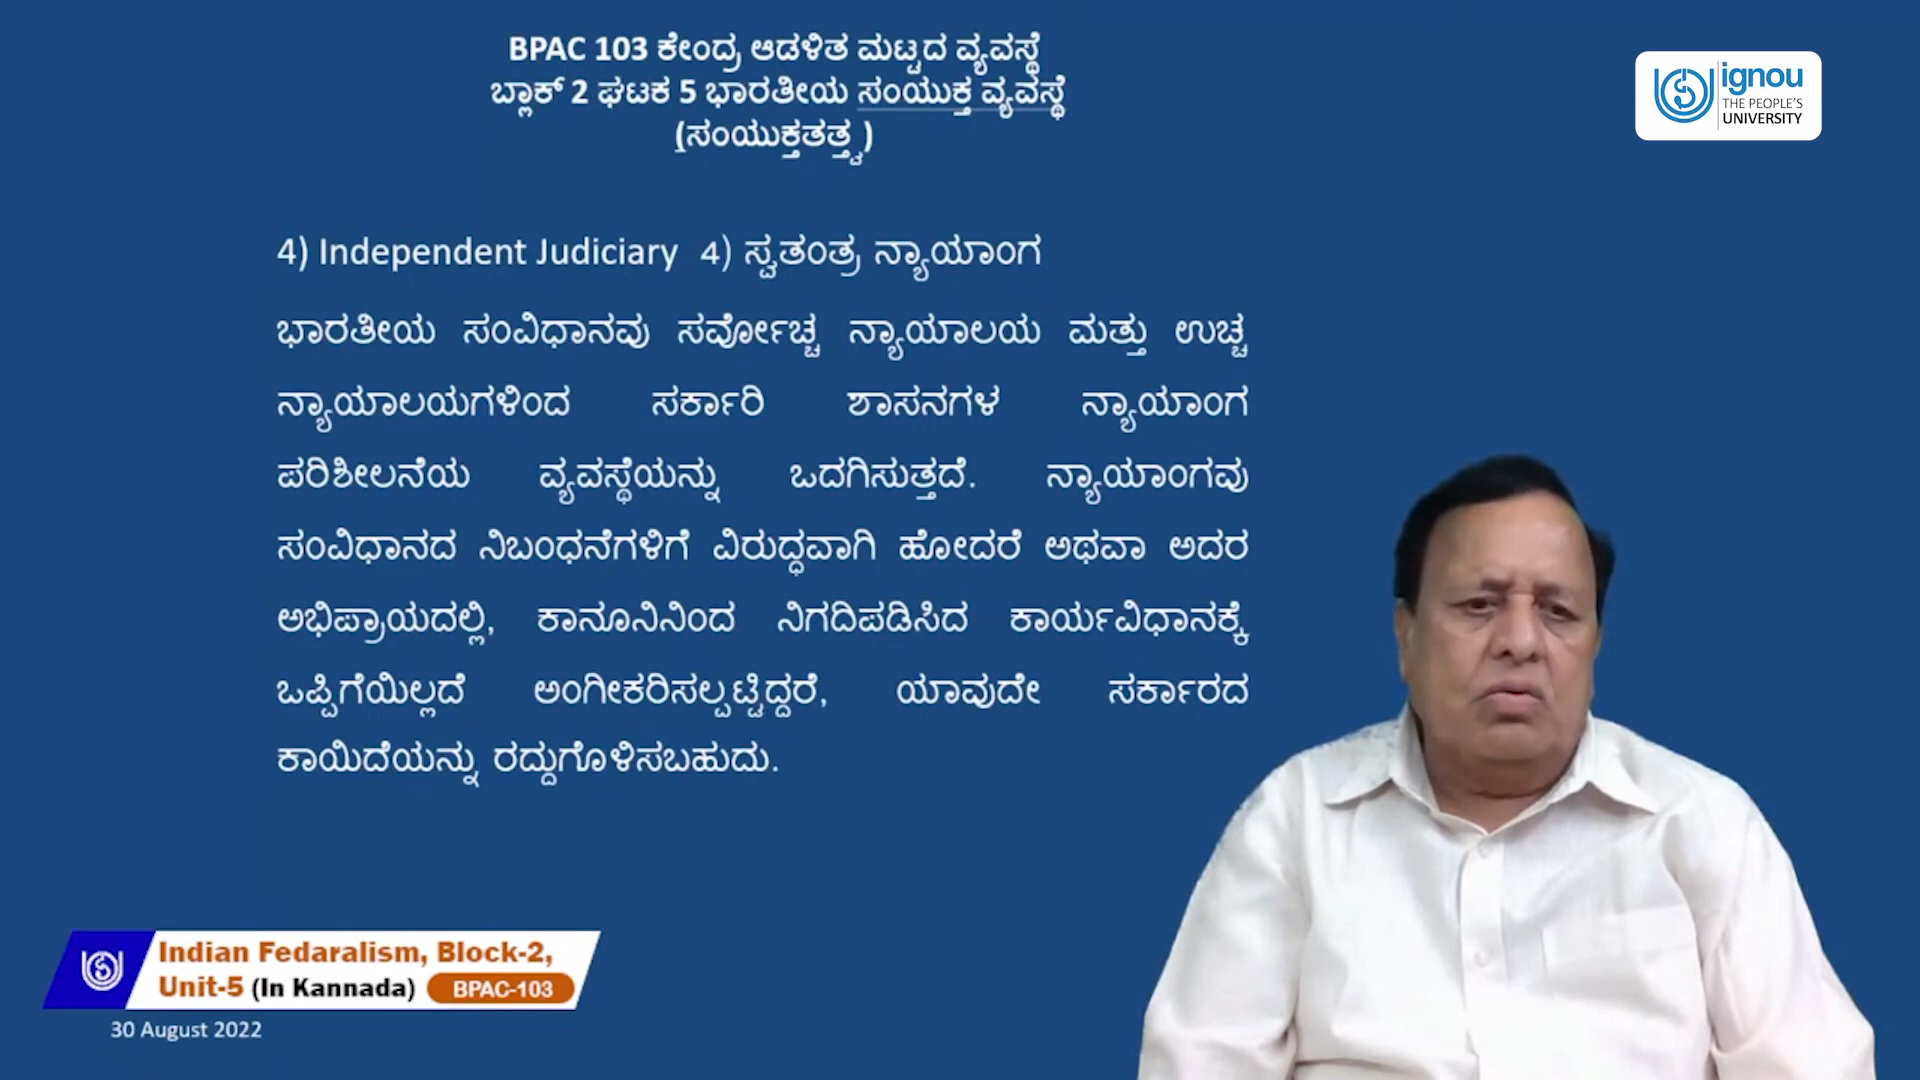 BPAC 103 ಕೇಂದ್ರ ಆಡಳಿತ ಮಟ್ಟದ ವ್ಯವಸ್ಥೆ
ಬ್ಲಾಕ್ 2 ಘಟಕ 5 ಭಾರತೀಯ ಸಂಯುಕ್ತ ವ್ಯವಸ್ಥೆ
(ಸಂಯುಕ್ತತತ್ತ್ವ)
ignou
THE PEOPLE'S
UNIVERSITY
4) Independent Judiciary 4) ಸ್ವತಂತ್ರ ನ್ಯಾಯಾಂಗ
ಭಾರತೀಯ ಸಂವಿಧಾನವು ಸರ್ವೋಚ್ಚ ನ್ಯಾಯಾಲಯ ಮತ್ತು ಉಚ್ಚ
ನ್ಯಾಯಾಲಯಗಳಿಂದ ಸರ್ಕಾರಿ ಶಾಸನಗಳ ನ್ಯಾಯಾಂಗ
ಪರಿಶೀಲನೆಯ ವ್ಯವಸ್ಥೆಯನ್ನು ಒದಗಿಸುತ್ತದೆ. ನ್ಯಾಯಾಂಗವು
ಸಂವಿಧಾನದ ನಿಬಂಧನೆಗಳಿಗೆ ವಿರುದ್ಧವಾಗಿ ಹೋದರೆ ಅಥವಾ ಅದರ
ಅಭಿಪ್ರಾಯದಲ್ಲಿ, ಕಾನೂನಿನಿಂದ ನಿಗದಿಪಡಿಸಿದ ಕಾರ್ಯವಿಧಾನಕ್ಕೆ
ಒಪ್ಪಿಗೆಯಿಲ್ಲದೆ ಅಂಗೀಕರಿಸಲ್ಪಟ್ಟಿದ್ದರೆ, ಯಾವುದೇ ಸರ್ಕಾರದ
ಕಾಯಿದೆಯನ್ನು ರದ್ದುಗೊಳಿಸಬಹುದು.
Indian Fedaralism, Block-2,
Unit-5 (In Kannada) BPAC-103
30 August 2022